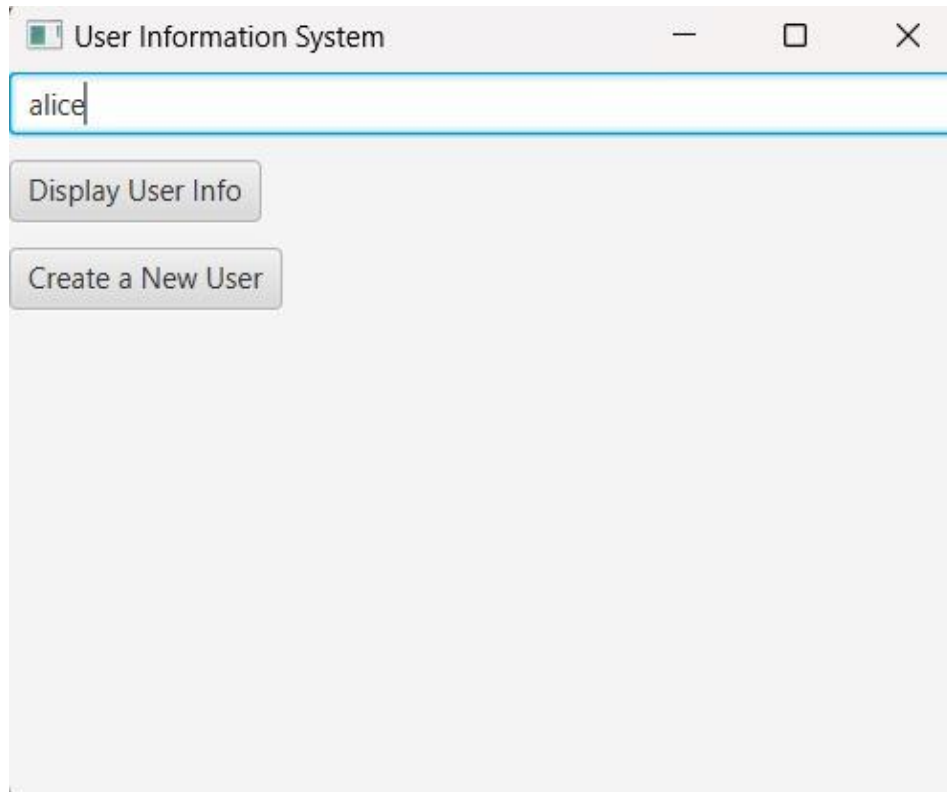 User Information System
alice
Display User Info
Create a New User